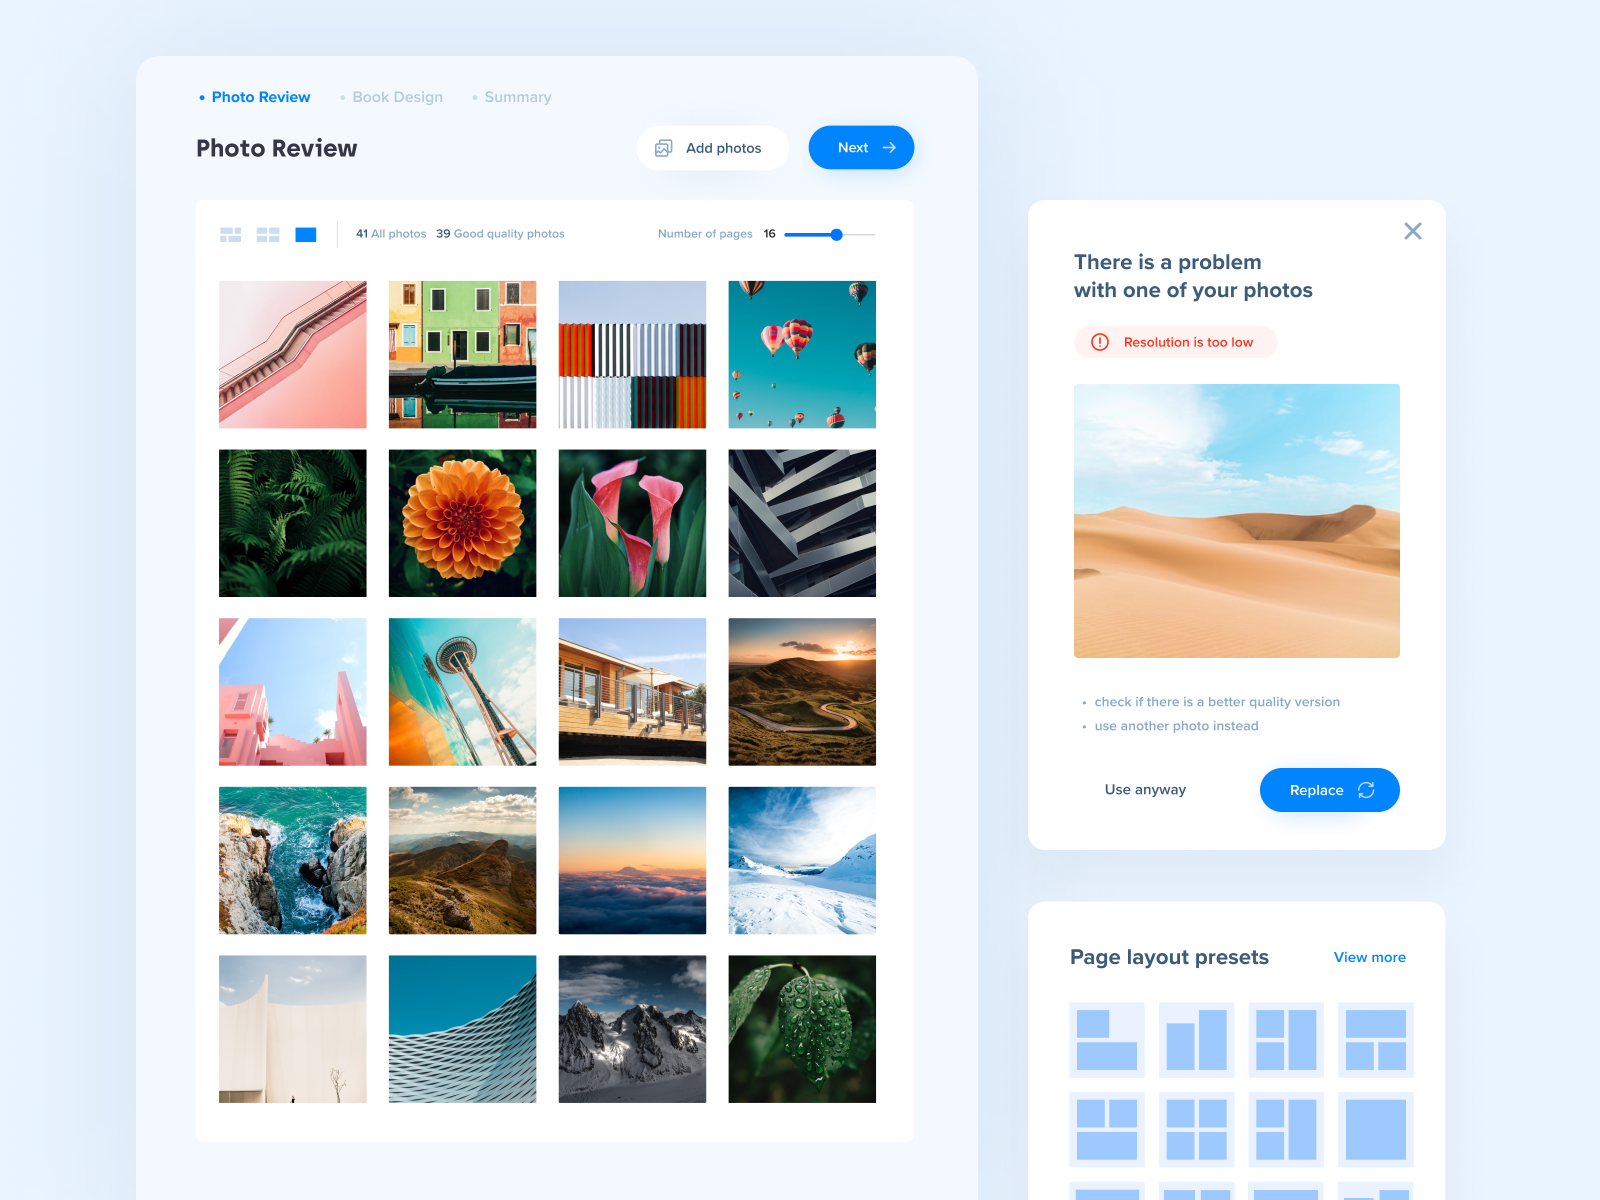 Photo Review
Book Design
Summary
Photo Review
Add photos
Next
41 All photos 39 Good quality photos
Number of pages 16
There is a problem
with one of your photos
Resolution is too low
check if there is a better quality version
use another photo instead
Use anyway
Replace
Page layout presets
View more